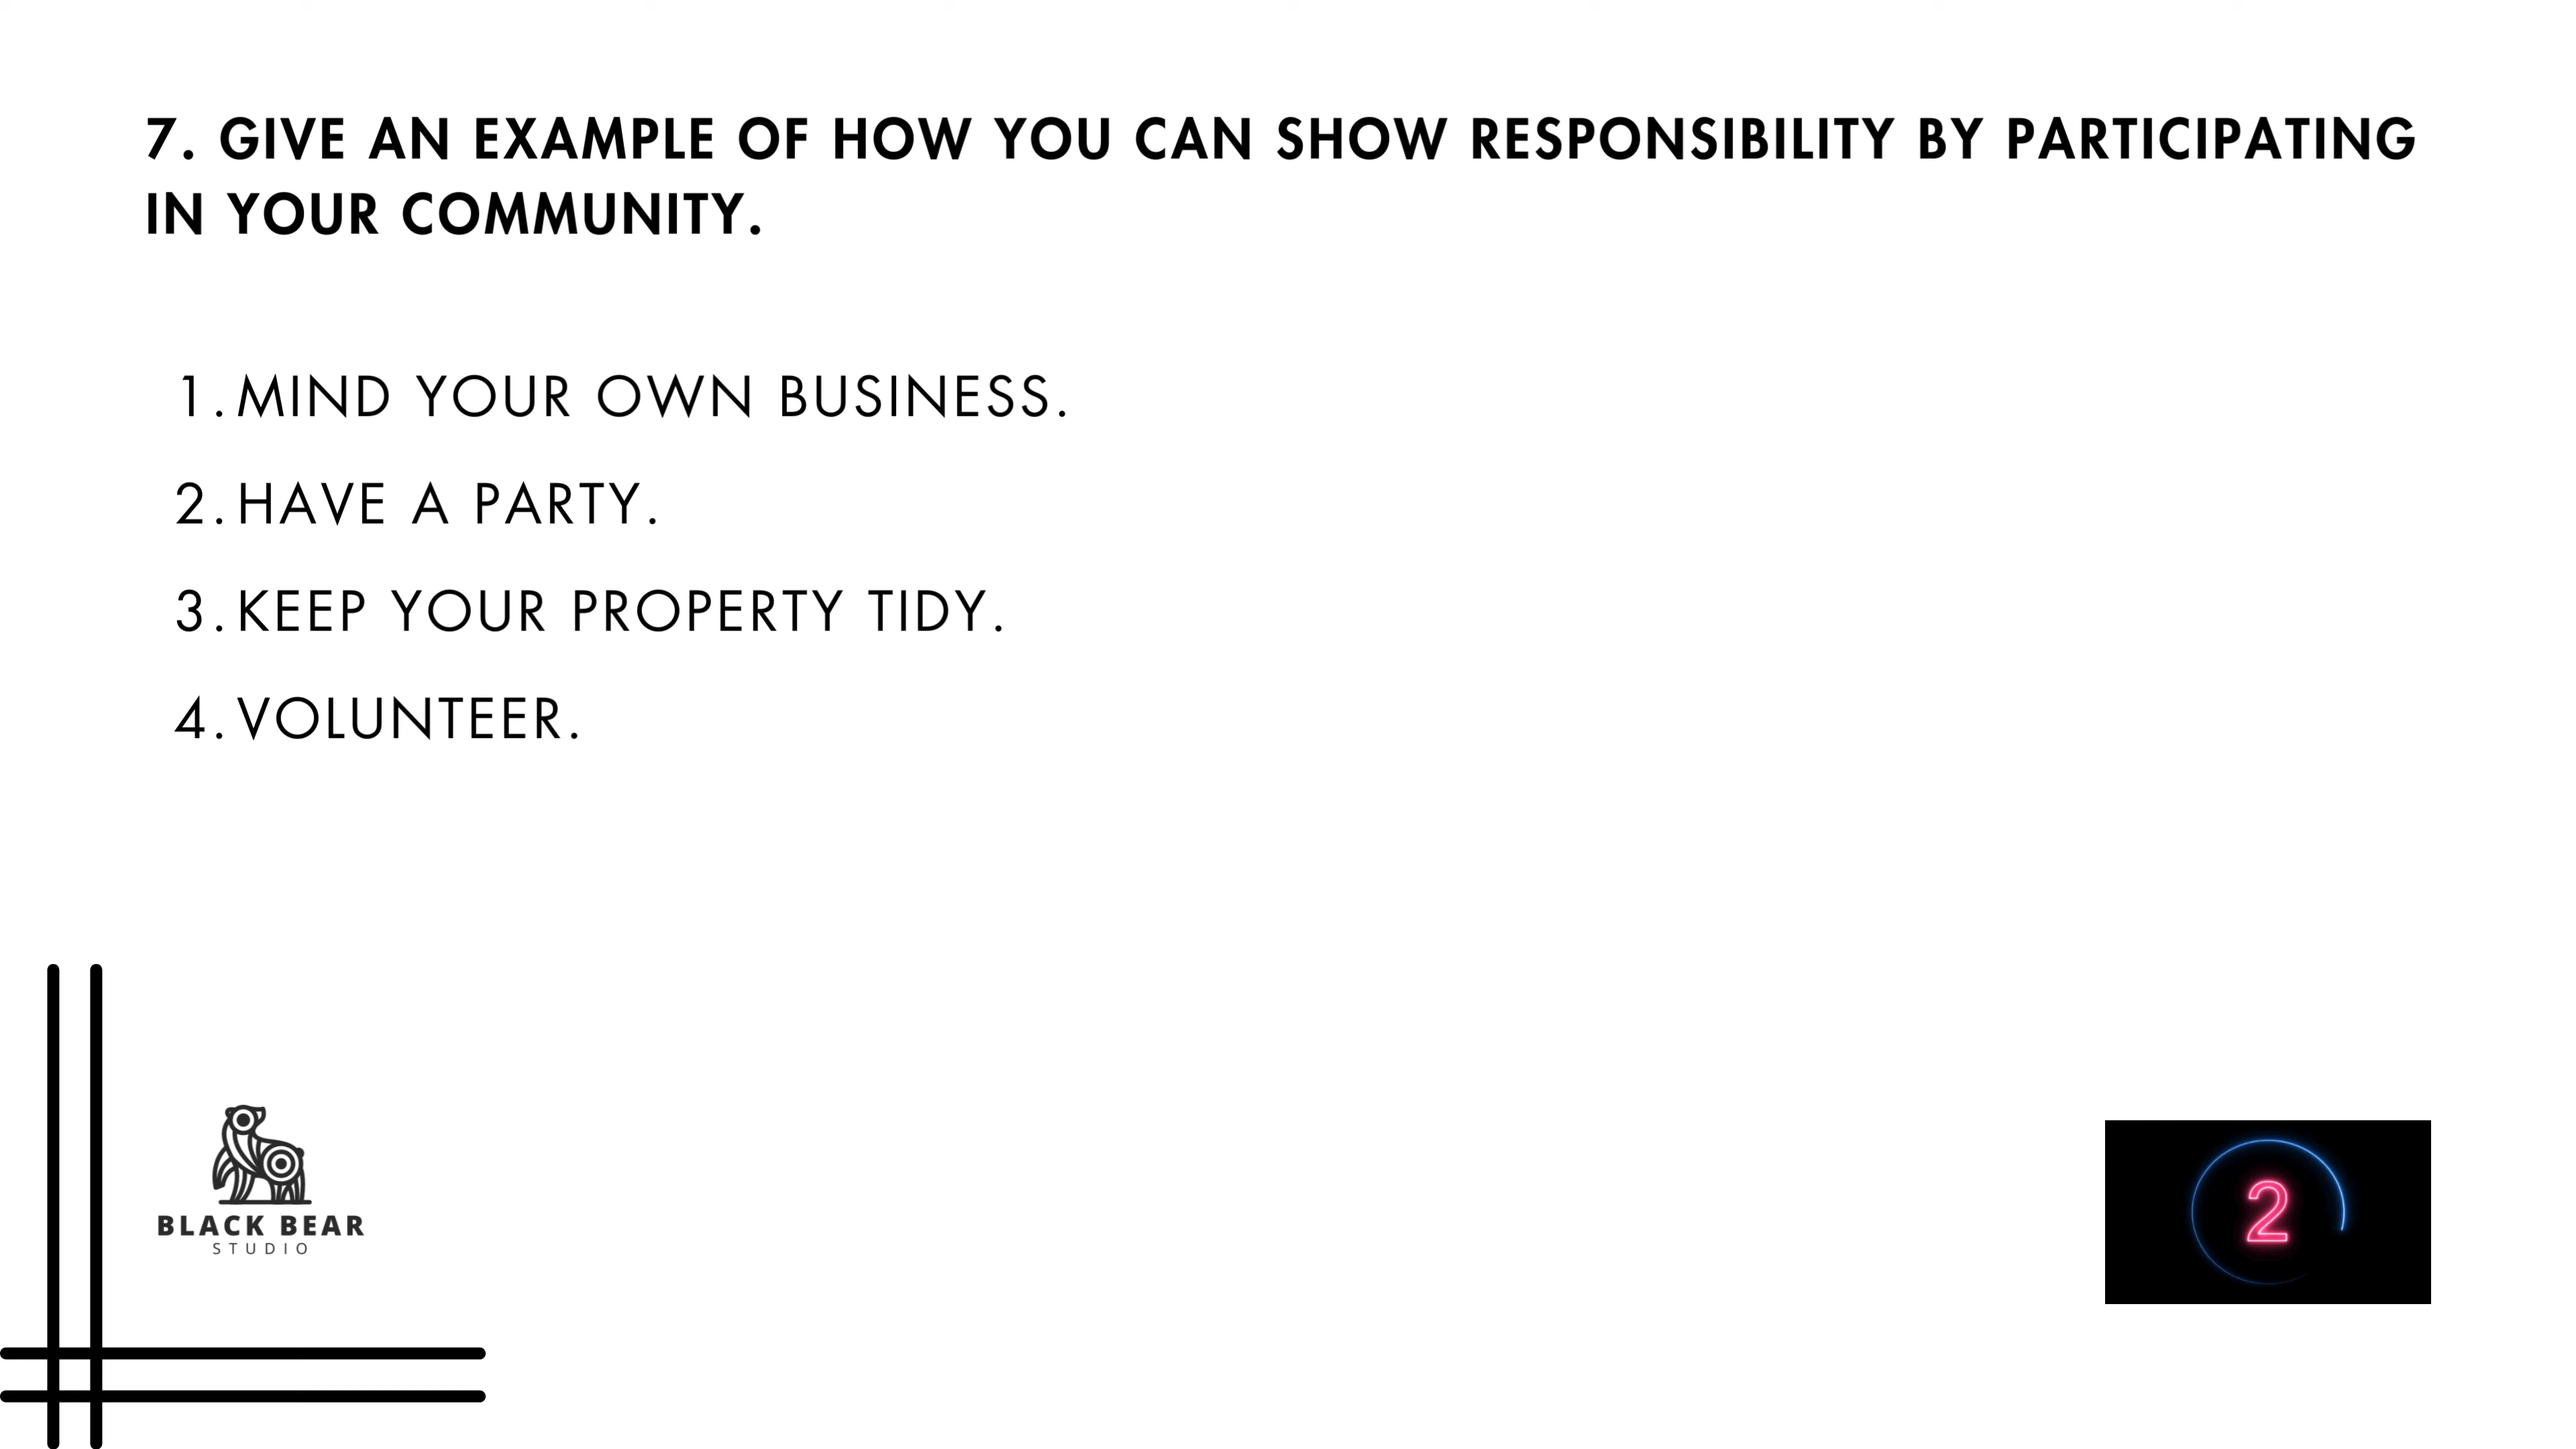 7. GIVE AN EXAMPLE OF HOW YOU CAN SHOW RESPONSIBILITY BY PARTICIPATING
IN YOUR COMMUNITY.
1. MIND YOUR OWN BUSINESS.
2. HAVE A PARTY.
3. KEEP YOUR PROPERTY TIDY.
4. VOLUNTEER.
BLACK BEAR
STUDIO
2